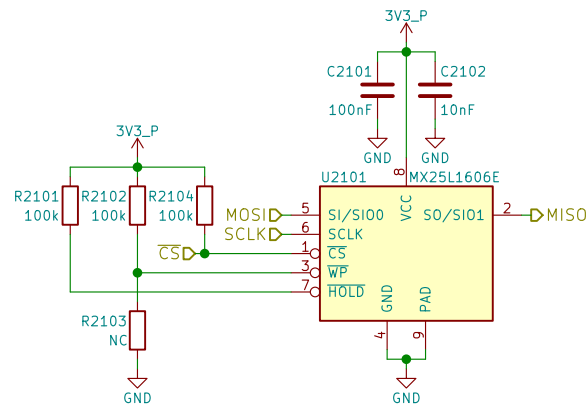 3V3_P
C2101
C2102
100nF
10nF
GND
GND
3V3_P
U2101
MX25L1606E
R2101
R2102
R2104
100k
100k
100k
8
VCC
MOSI
5
SI/SIO0
SO/SIO1
2
MISO
SCLK
6
SCLK
CS
1
CS
3
WP
7
HOLD
GND
PAD
R2103
NC
4
9
GND
GND